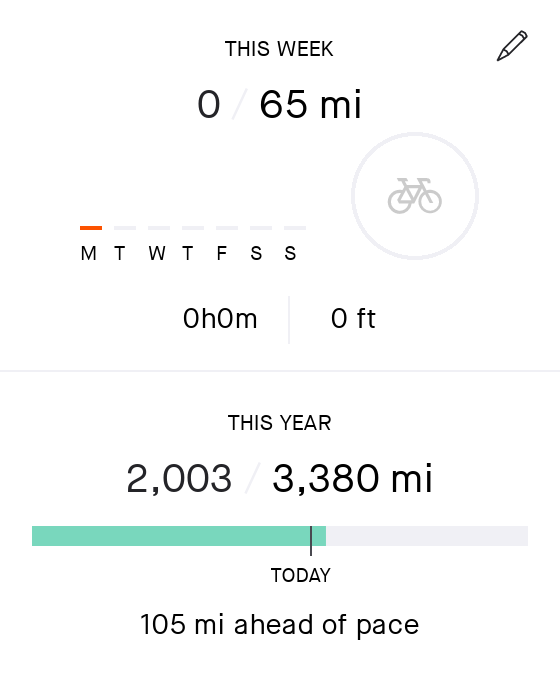 THIS WEEK
0 / 65 mi
M T W T F S S
0h0m 0 ft
THIS YEAR
2,003 / 3,380 mi
TODAY
105 mi ahead of pace